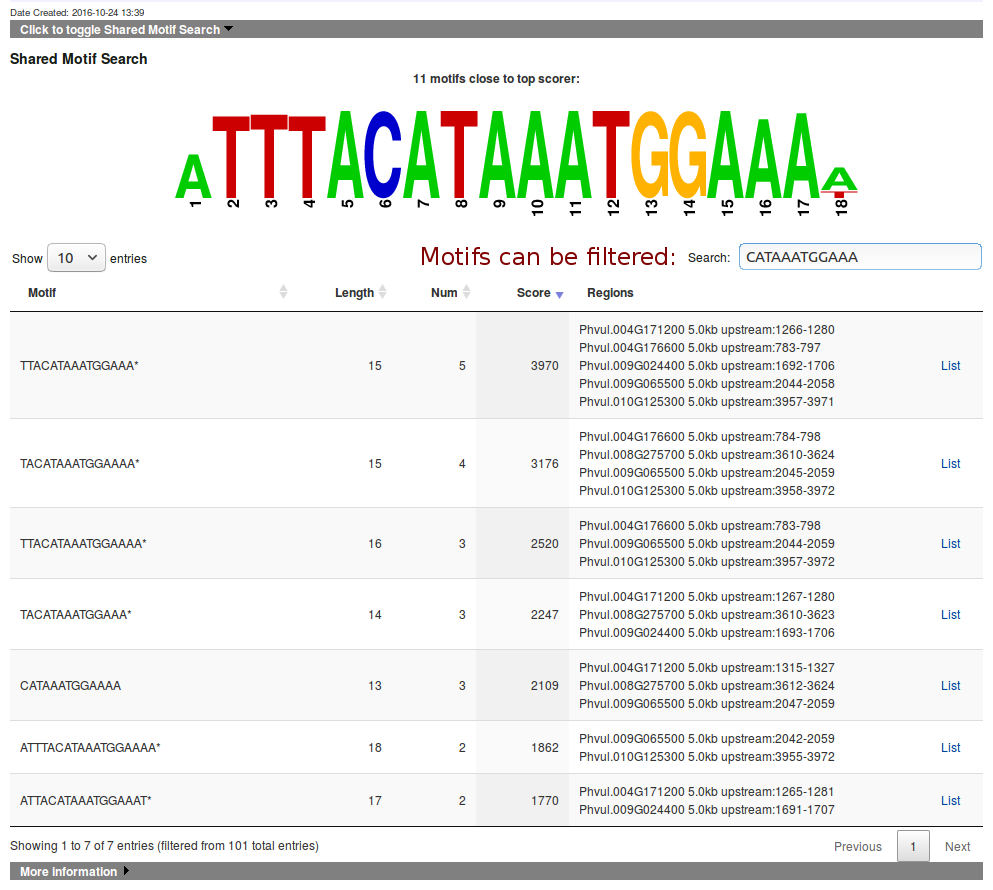 Date Created: 2016-10-24 13:39
Click to toggle Shared Motif Search
Shared Motif Search
11 motifs close to top scorer:
ATTTACATAAATGGAAAA
T
1 2 3 4 5 6 7 8 9 10 11 12 13 14 15 16 17 18
Show 10 entries Motifs can be filtered: Search: CATAAATGGAAA
Motif Length Num Score Regions
Phvul.004G171200 5.0kb upstream:1266-1280
Phvul.004G176600 5.0kb upstream:783-797
TTACATAAATGGAAA* 15 5 3970 Phvul.009G024400 5.0kb upstream:1692-1706 List
Phvul.009G065500 5.0kb upstream:2044-2058
Phvul.010G125300 5.0kb upstream:3957-3971
Phvul.004G176600 5.0kb upstream:784-798
Phvul.008G275700 5.0kb upstream:3610-3624
TACATAAATGGAAAA* 15 4 3176 List
Phvul.009G065500 5.0kb upstream:2045-2059
Phvul.010G125300 5.0kb upstream:3958-3972
Phvul.004G176600 5.0kb upstream:783-798
TTACATAAATGGAAAA* 16 3 2520 Phvul.009G065500 5.0kb upstream:2044-2059 List
Phvul.010G125300 5.0kb upstream:3957-3972
Phvul.004G171200 5.0kb upstream:1267-1280
TACATAAATGGAAA* 14 3 2247 Phvul.008G275700 5.0kb upstream:3610-3623 List
Phvul.009G024400 5.0kb upstream:1693-1706
Phvul.004G171200 5.0kb upstream:1315-1327
CATAAATGGAAAA 13 3 2109 Phvul.008G275700 5.0kb upstream:3612-3624 List
Phvul.009G065500 5.0kb upstream:2047-2059
Phvul.009G065500 5.0kb upstream:2042-2059
ATTTACATAAATGGAAAA* 18 2 1862 List
Phvul.010G125300 5.0kb upstream:3955-3972
Phvul.004G171200 5.0kb upstream:1265-1281
ATTACATAAATGGAAAT* 17 2 1770 List
Phvul.009G024400 5.0kb upstream:1691-1707
Showing 1 to 7 of 7 entries (filtered from 101 total entries) Previous 1 Next
More information